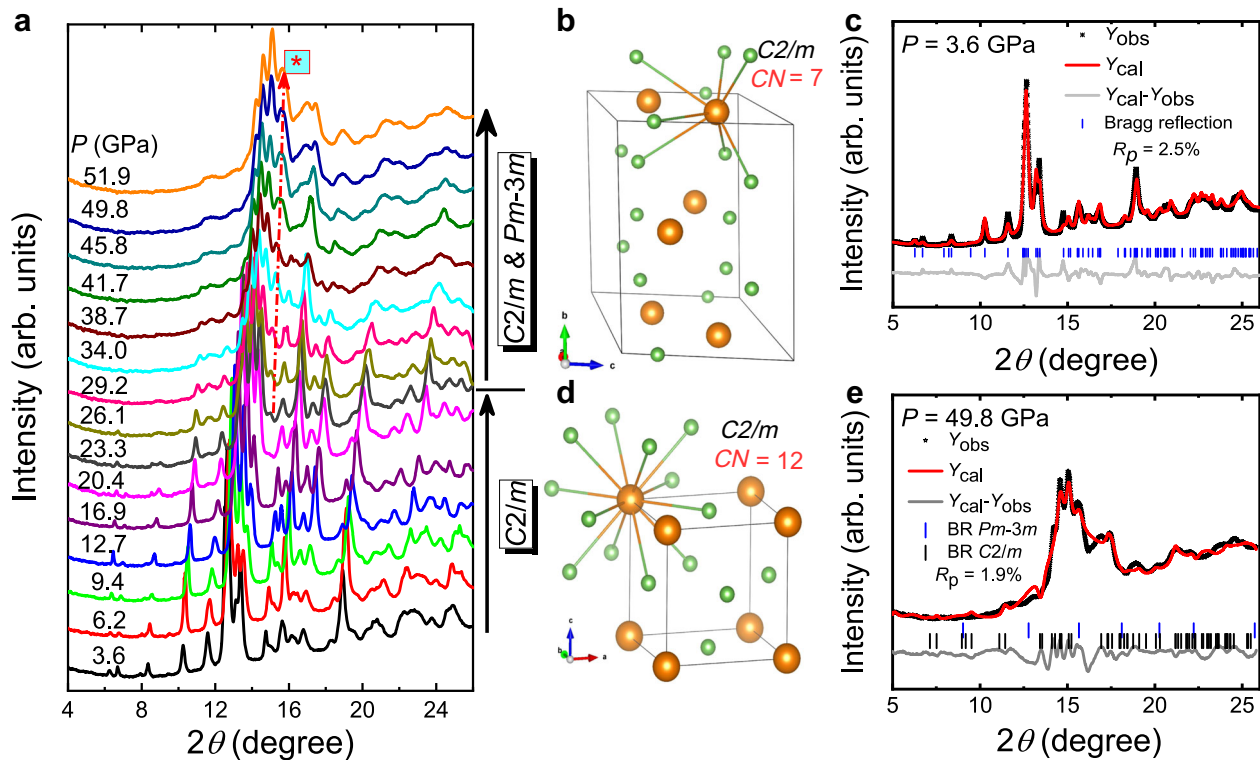 a
Intensity (arb. units)
P (GPa)
51.9
49.8
45.8
41.7
38.7
34.0
29.2
26.1
23.3
20.4
16.9
12.7
9.4
6.2
3.6
*
C2/m & Pm-3m
C2/m
4 8 12 16 20 24
2θ (degree)
b
C2/m
CN = 7
b
c
d
C2/m
CN = 12
c
b
a
c
P = 3.6 GPa
Intensity (arb. units)
Yobs
Ycal
Ycal-Yobs
Bragg reflection
Rp = 2.5%
5 10 15 20 25
2θ (degree)
e
P = 49.8 GPa
Intensity (arb. units)
Yobs
Ycal
Ycal-Yobs
BR Pm-3m
BR C2/m
Rp = 1.9%
5 10 15 20 25
2θ (degree)